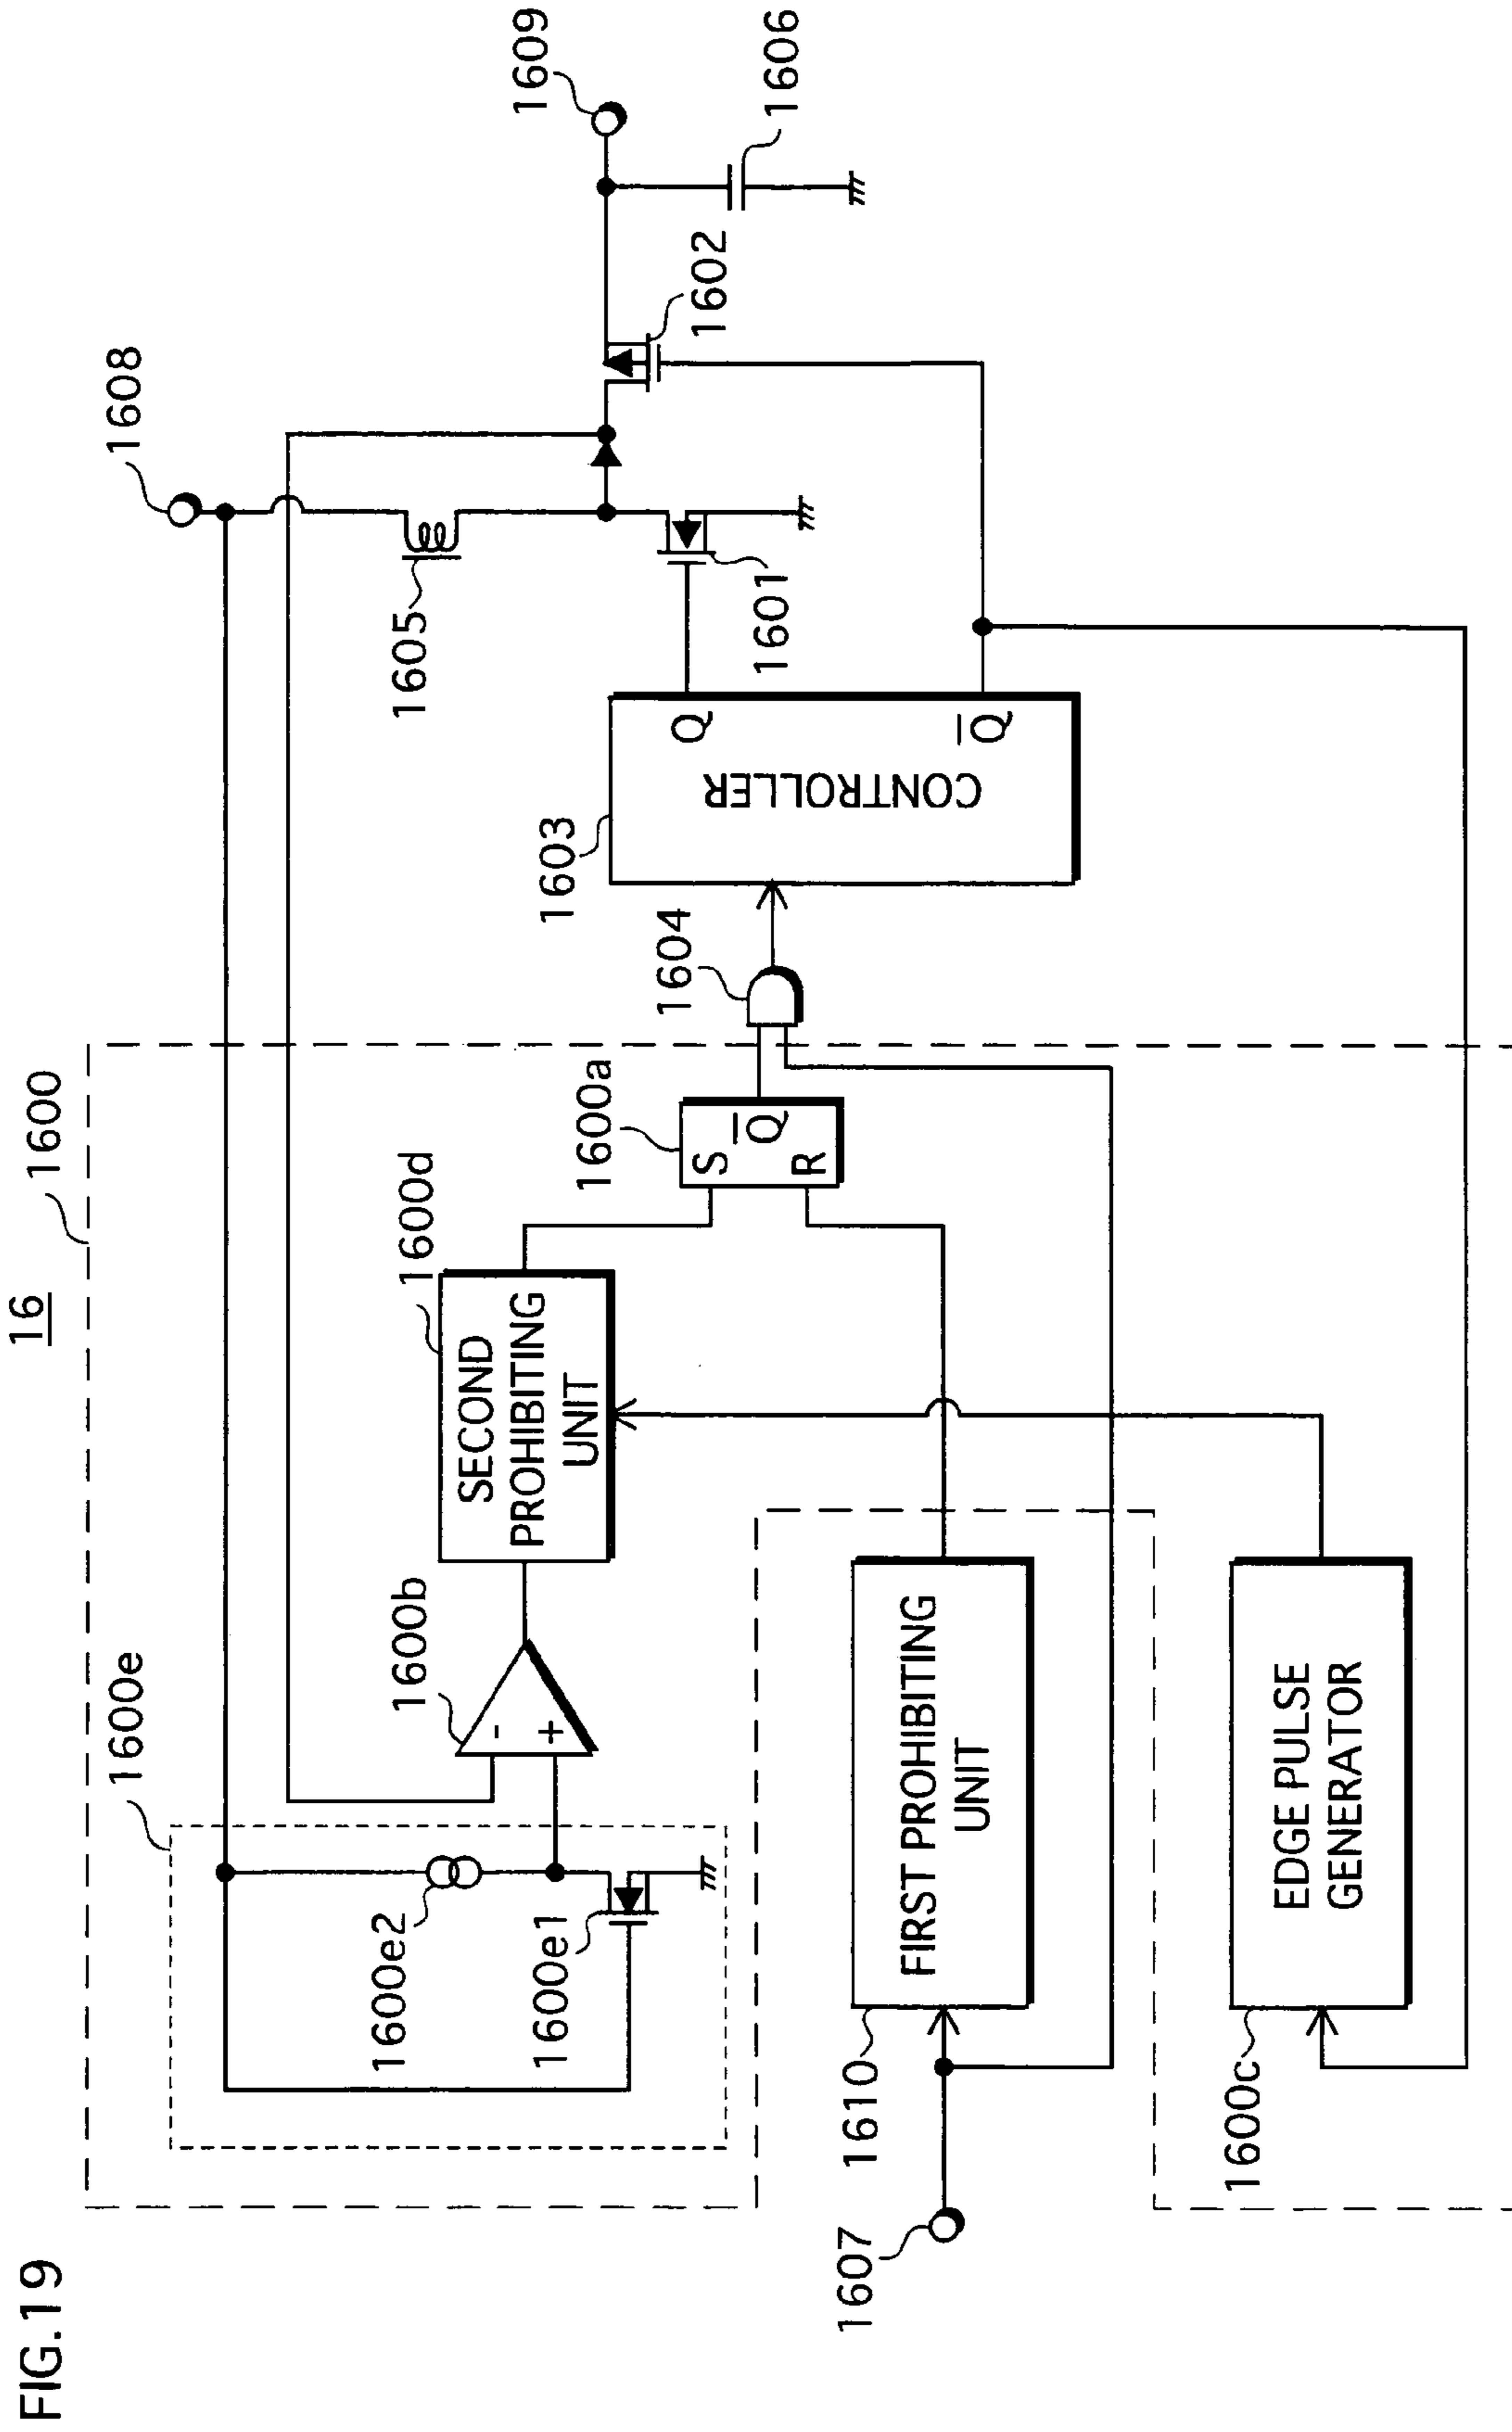 FIG.19
16
1600
1608
1609
1600e
1600b
1600d
1605
1606
1600e2
1600e1
-
+
SECOND
PROHIBITING
UNIT
1600a
S
Q̅
R
1604
1603
CONTROLLER
Q
Q̅
1601
1602
1607
1610
FIRST PROHIBITING
UNIT
1600c
EDGE PULSE
GENERATOR